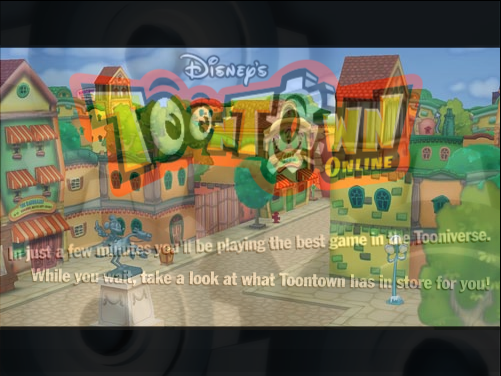 DISNEY'S
TOONTOWN
ONLINE
In just a few minutes you'll be playing the best game in the Tooniverse.
While you wait, take a look at what Toontown has in store for you!